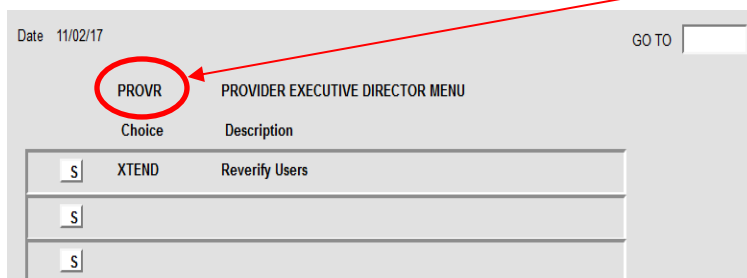 Date 11/02/17 GO TO
PROVR PROVIDER EXECUTIVE DIRECTOR MENU
Choice Description
S XTEND Reverify Users
S
S